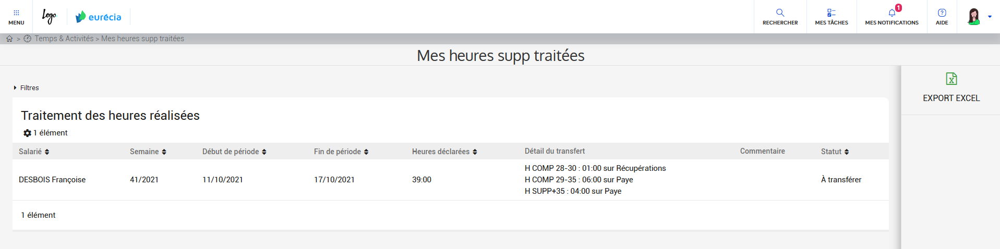 MENU
Logo
eurécia
RECHERCHER
MES TÂCHES
1
MES NOTIFICATIONS
AIDE
> Temps & Activités > Mes heures supp traitées
Mes heures supp traitées
Filtres
EXPORT EXCEL
Traitement des heures réalisées
1 élément
Salarié Semaine Début de période Fin de période Heures déclarées Détail du transfert Commentaire Statut
DESBOIS Françoise 41/2021 11/10/2021 17/10/2021 39:00 H COMP 28-30 : 01:00 sur Récupérations
H COMP 29-35 : 06:00 sur Paye
H SUPP+35 : 04:00 sur Paye
À transférer
1 élément